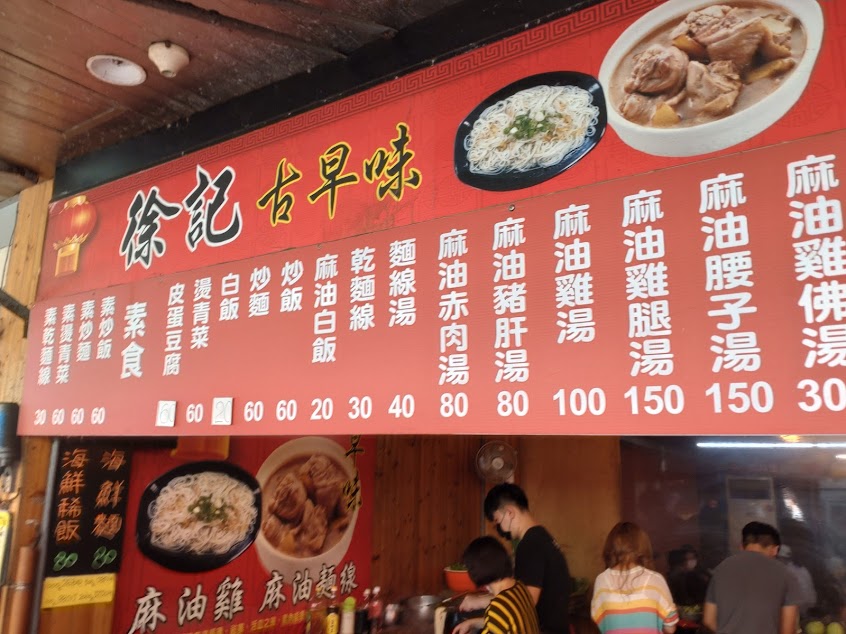 徐記 古早味
麻油雞佛湯 30
麻油腰子湯 150
麻油雞腿湯 150
麻油雞湯 100
麻油豬肝湯 80
麻油赤肉湯 80
麵線湯 40
乾麵線 30
麻油白飯 20
炒飯 60
炒麵 60
白飯 20
燙青菜 60
皮蛋豆腐
素食
素炒飯 60
素炒麵 60
素燙青菜 60
素乾麵線 30
海鮮麵 80
海鮮稀飯 80
早味
麻油雞 麻油麵線